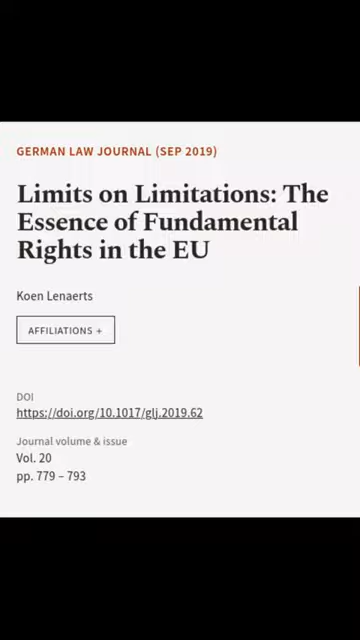 GERMAN LAW JOURNAL (SEP 2019)
Limits on Limitations: The
Essence of Fundamental
Rights in the EU
Koen Lenaerts
AFFILIATIONS +
DOI
https://doi.org/10.1017/glj.2019.62
Journal volume & issue
Vol. 20
pp. 779 – 793